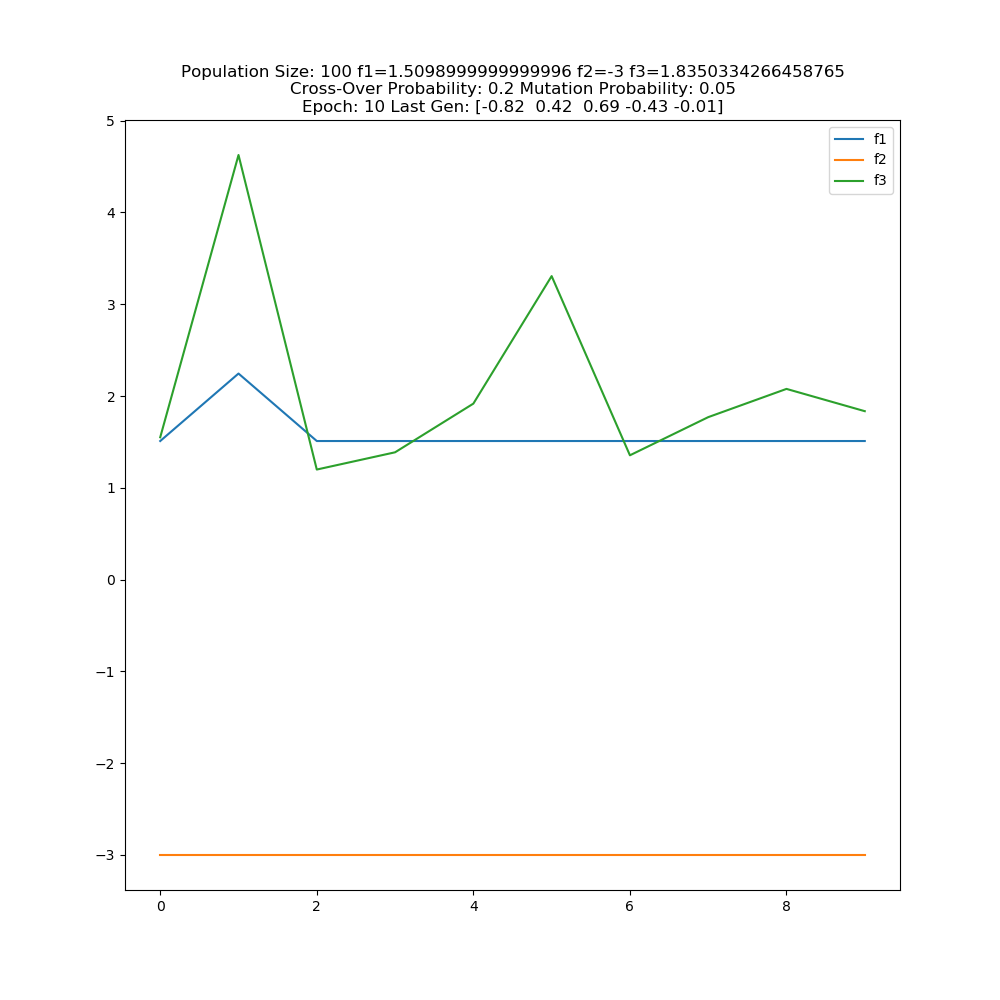 Population Size: 100 f1=1.5098999999999996 f2=-3 f3=1.8350334266458765
Cross-Over Probability: 0.2 Mutation Probability: 0.05
Epoch: 10 Last Gen: [-0.82  0.42  0.69 -0.43 -0.01]
f1
f2
f3
5
4
3
2
1
0
−1
−2
−3
0 2 4 6 8